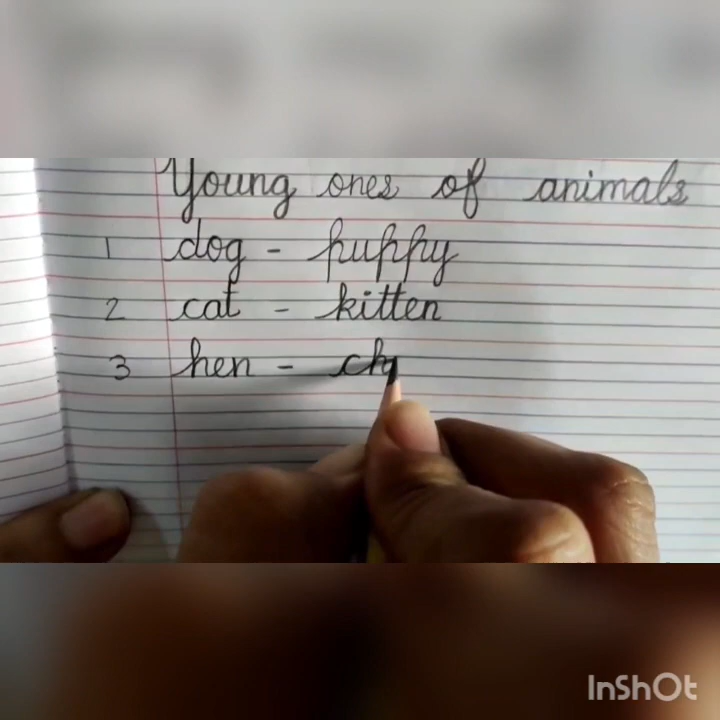 Young ones of animals
1 dog - puppy
2 cat - kitten
3 hen - ch
InShOt